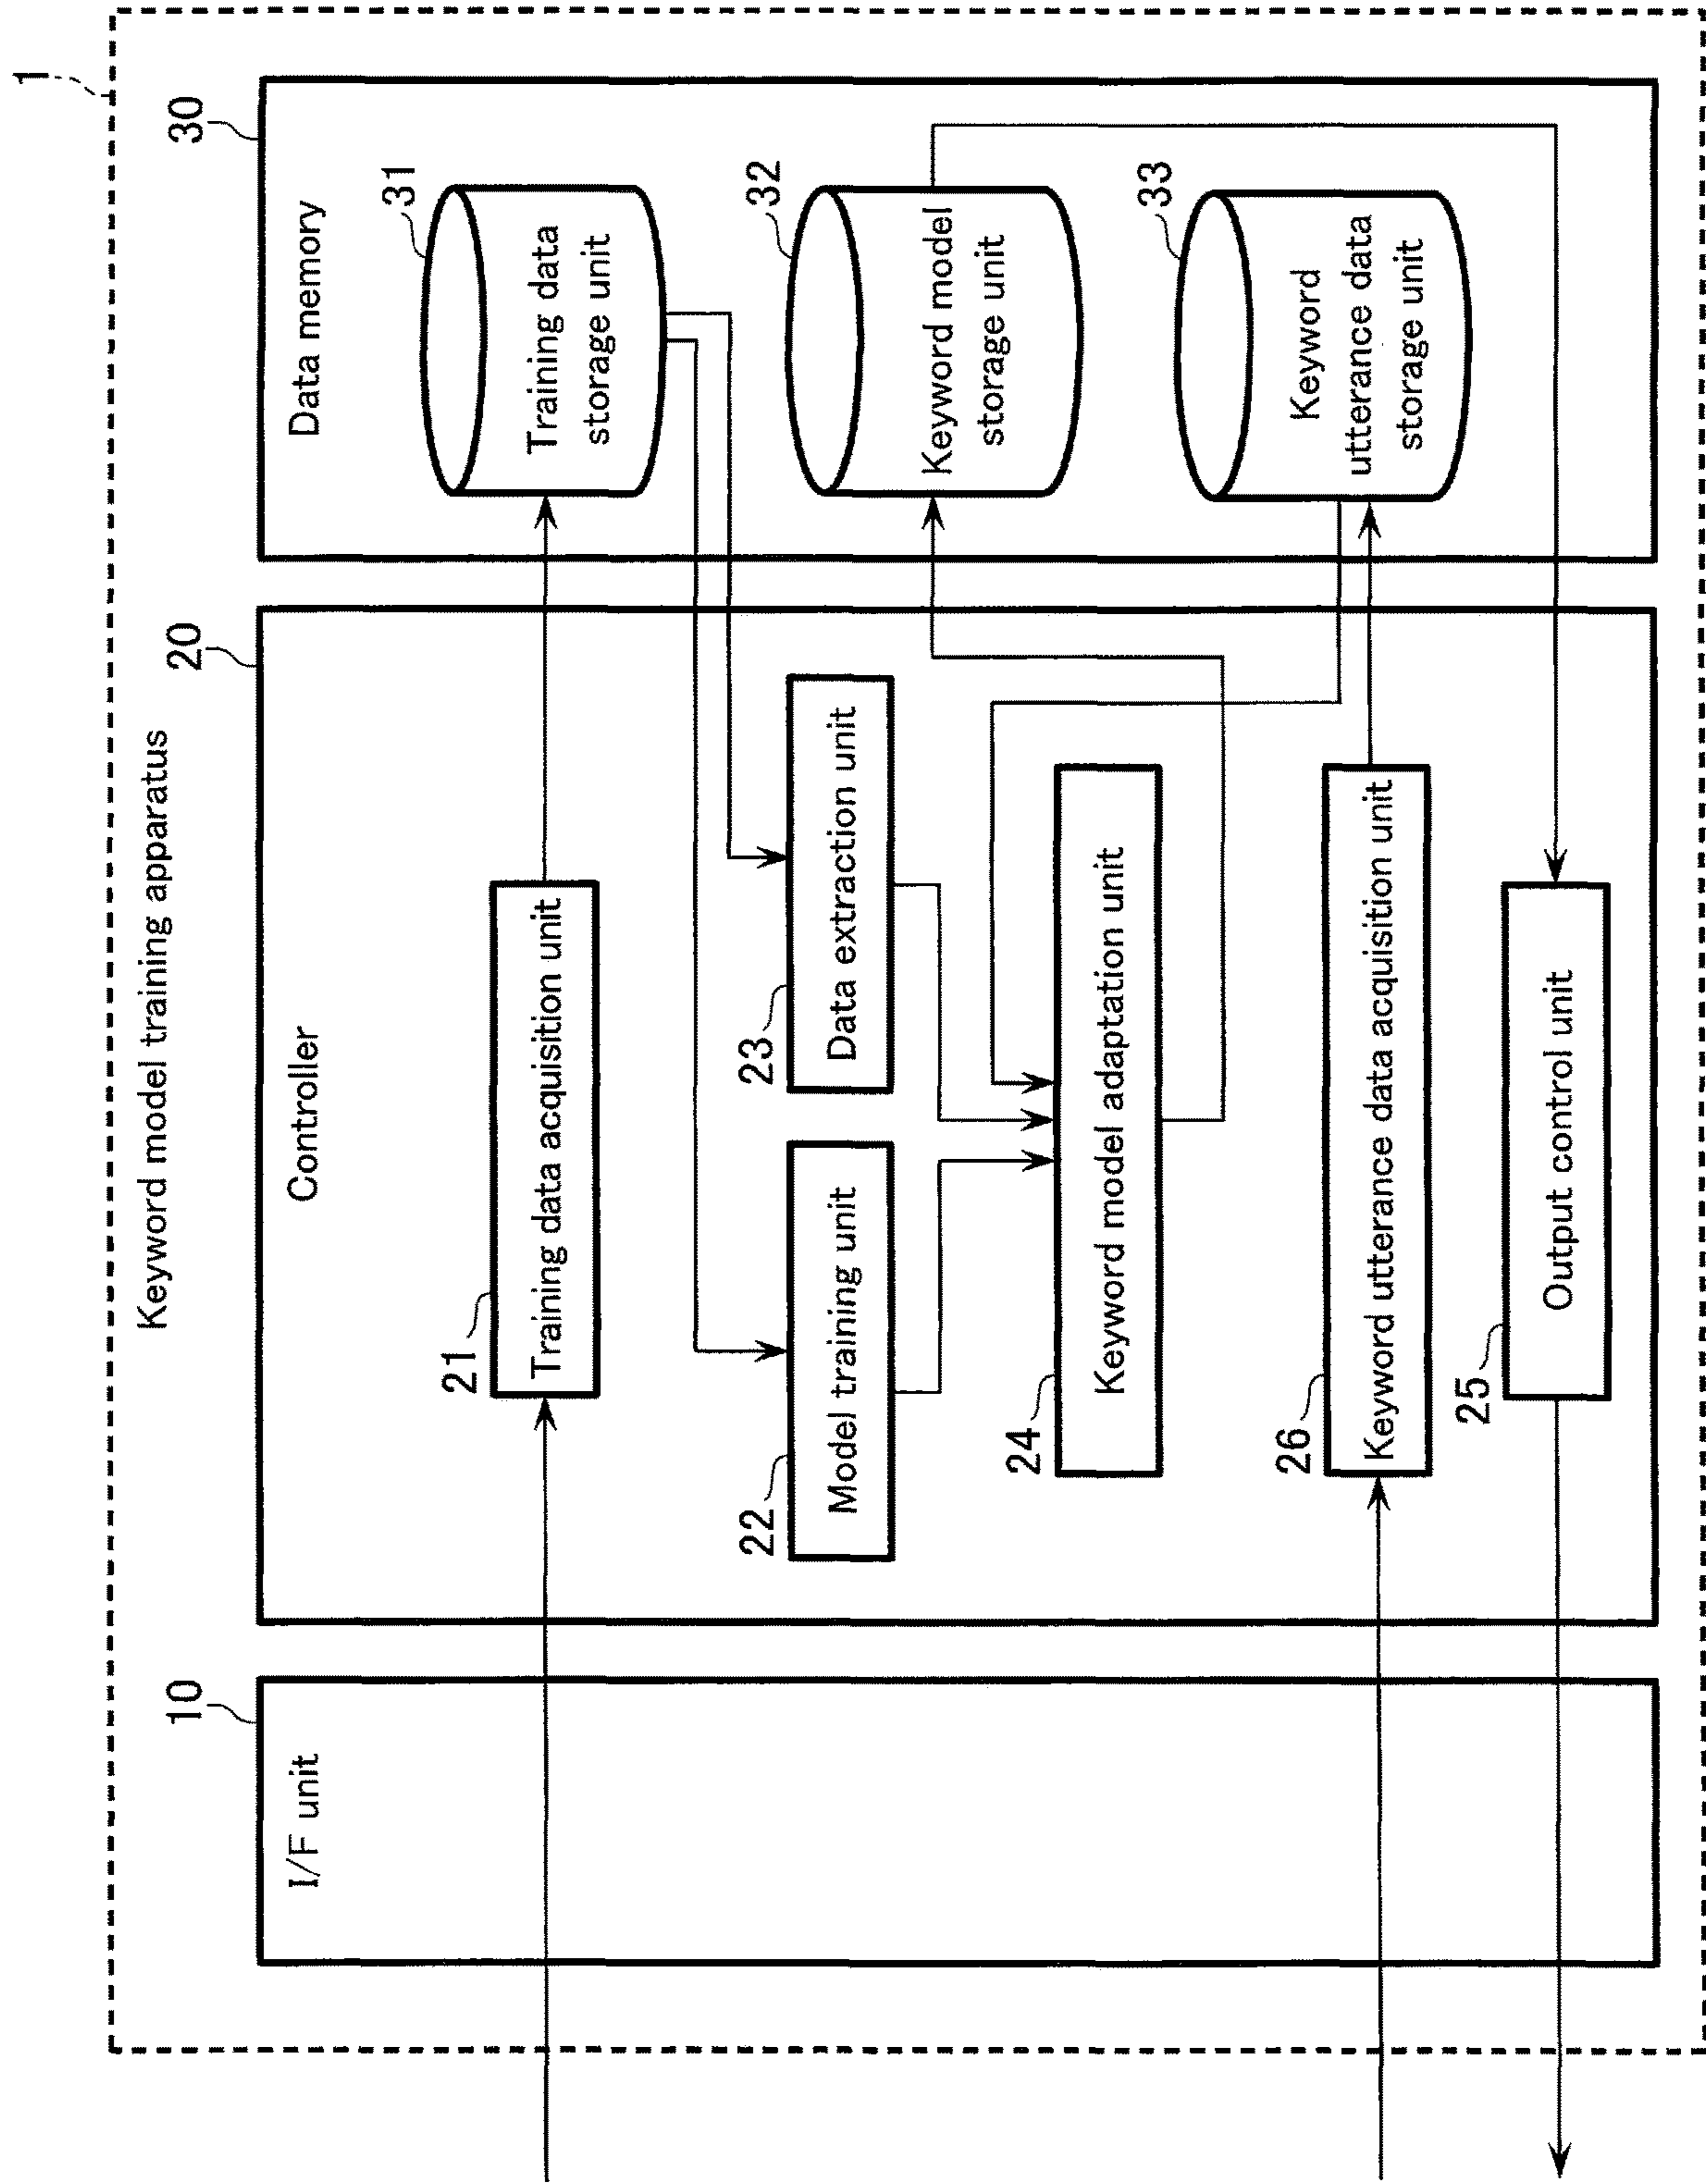 1
Keyword model training apparatus
10
I/F unit
20
Controller
21
Training data acquisition unit
22
Model training unit
23
Data extraction unit
24
Keyword model adaptation unit
26
Keyword utterance data acquisition unit
25
Output control unit
30
Data memory
31
Training data
storage unit
32
Keyword model
storage unit
33
Keyword
utterance data
storage unit